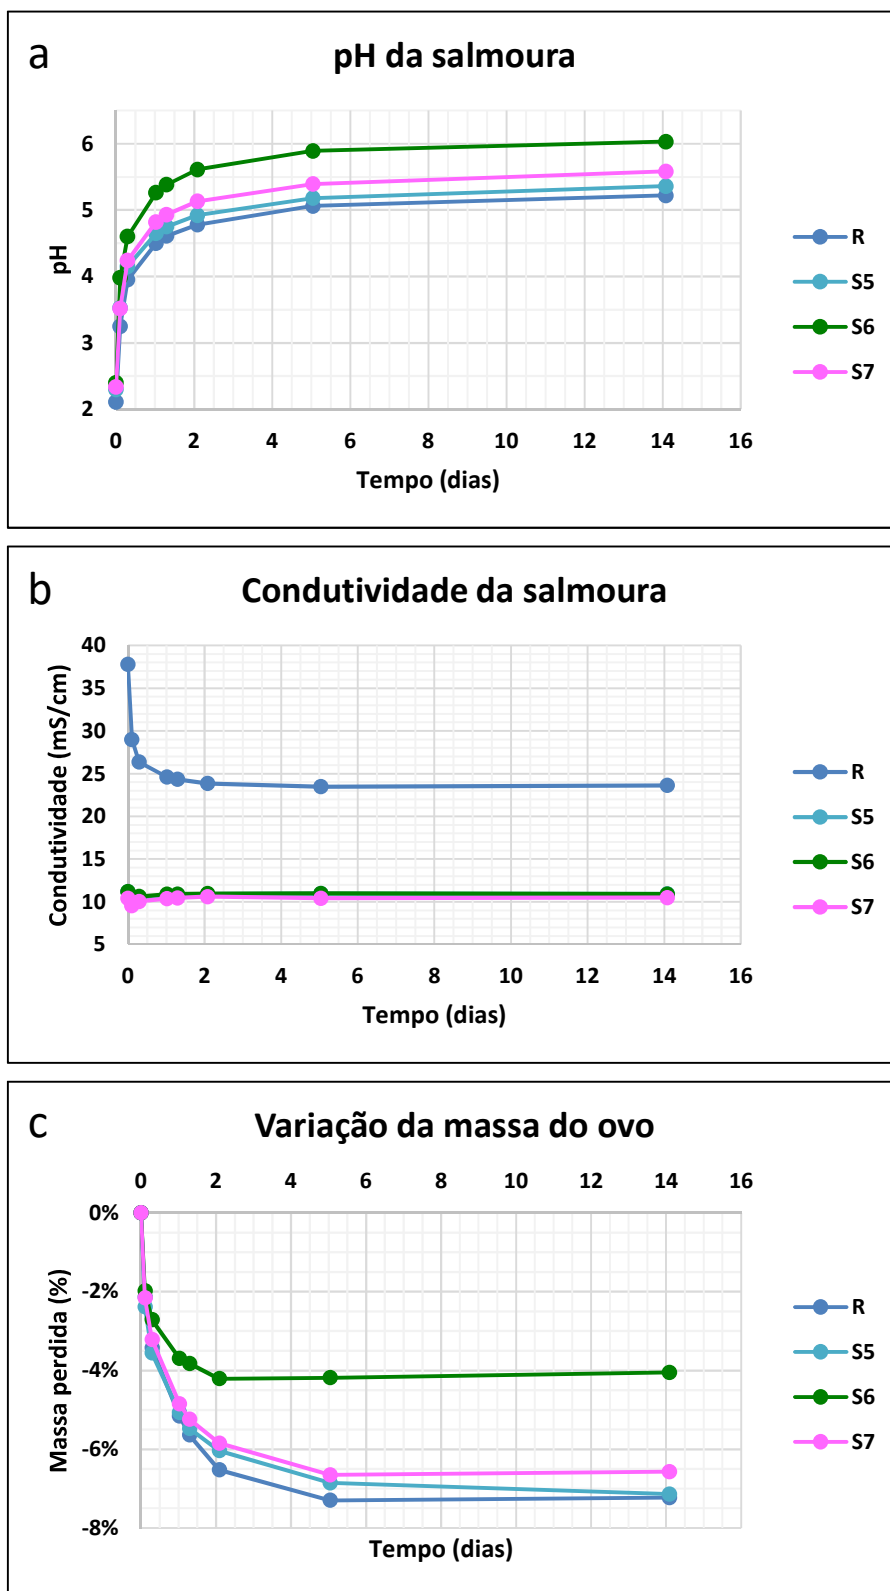 a
pH da salmoura
6
5
4
3
2
pH
0 2 4 6 8 10 12 14 16
Tempo (dias)
R
S5
S6
S7
b
Condutividade da salmoura
40
35
30
25
20
15
10
5
Condutividade (mS/cm)
0 2 4 6 8 10 12 14 16
Tempo (dias)
R
S5
S6
S7
c
Variação da massa do ovo
0 2 4 6 8 10 12 14 16
0%
-2%
-4%
-6%
-8%
Massa perdida (%)
Tempo (dias)
R
S5
S6
S7